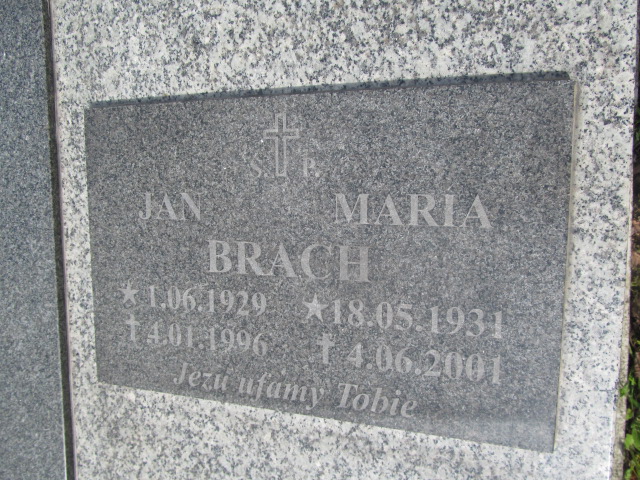 Ś. P.
JAN MARIA
BRACH
★ 1.06.1929 ★ 18.05.1931
✝ 4.01.1996 ✝ 4.06.2001
Jezu ufamy Tobie